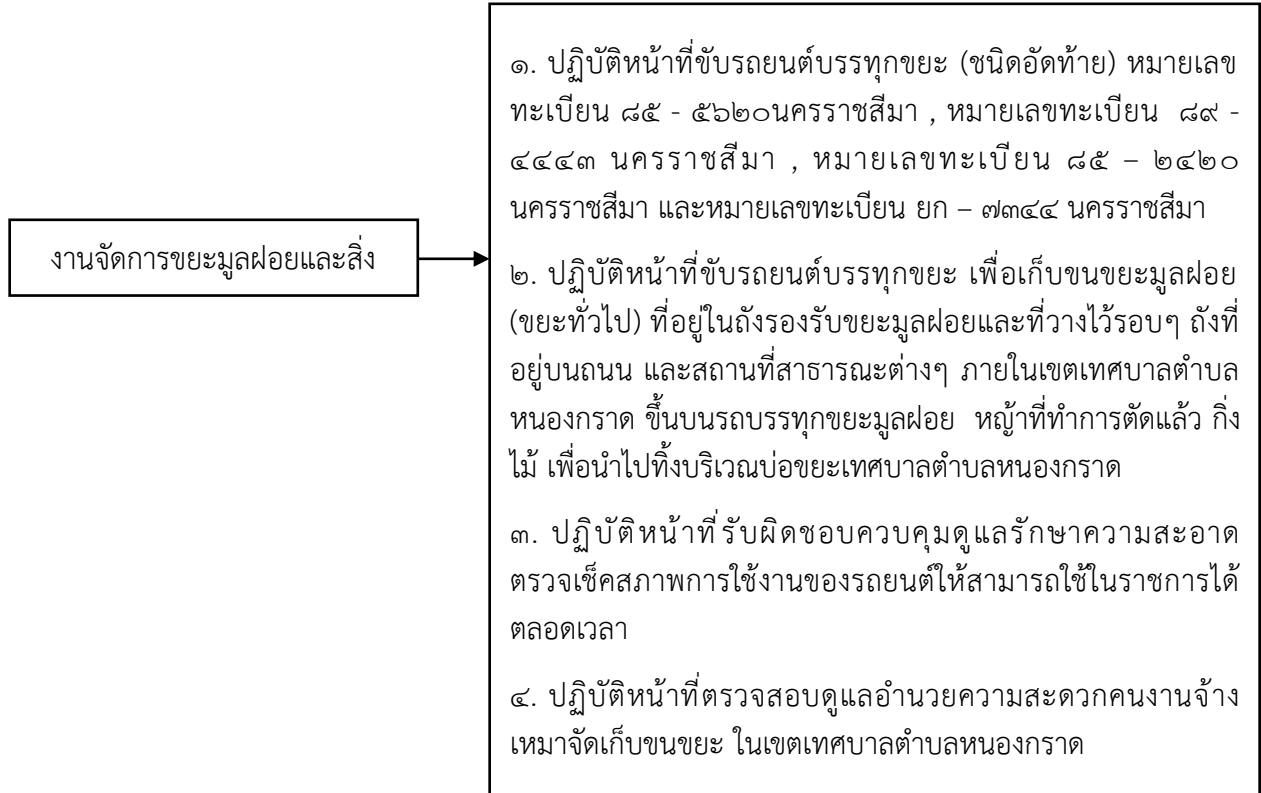 งานจัดการขยะมูลฝอยและสิ่ง
๑. ปฏิบัติหน้าที่ขับรถยนต์บรรทุกขยะ (ชนิดอัดท้าย) หมายเลข
ทะเบียน ๘๕ - ๕๖๒๐นครราชสีมา , หมายเลขทะเบียน ๘๙ -
๔๔๔๓ นครราชสีมา , หมายเลขทะเบียน ๘๕ – ๒๔๒๐
นครราชสีมา และหมายเลขทะเบียน ยก – ๗๓๔๔ นครราชสีมา
๒. ปฏิบัติหน้าที่ขับรถยนต์บรรทุกขยะ เพื่อเก็บขนขยะมูลฝอย
(ขยะทั่วไป) ที่อยู่ในถังรองรับขยะมูลฝอยและที่วางไว้รอบๆ ถังที่
อยู่บนถนน และสถานที่สาธารณะต่างๆ ภายในเขตเทศบาลตำบล
หนองกราด ขึ้นบนรถบรรทุกขยะมูลฝอย หญ้าที่ทำการตัดแล้ว กิ่ง
ไม้ เพื่อนำไปทิ้งบริเวณบ่อขยะเทศบาลตำบลหนองกราด
๓. ปฏิบัติหน้าที่รับผิดชอบควบคุมดูแลรักษาความสะอาด
ตรวจเช็คสภาพการใช้งานของรถยนต์ให้สามารถใช้ในราชการได้
ตลอดเวลา
๔. ปฏิบัติหน้าที่ตรวจสอบดูแลอำนวยความสะดวกคนงานจ้าง
เหมาจัดเก็บขนขยะ ในเขตเทศบาลตำบลหนองกราด